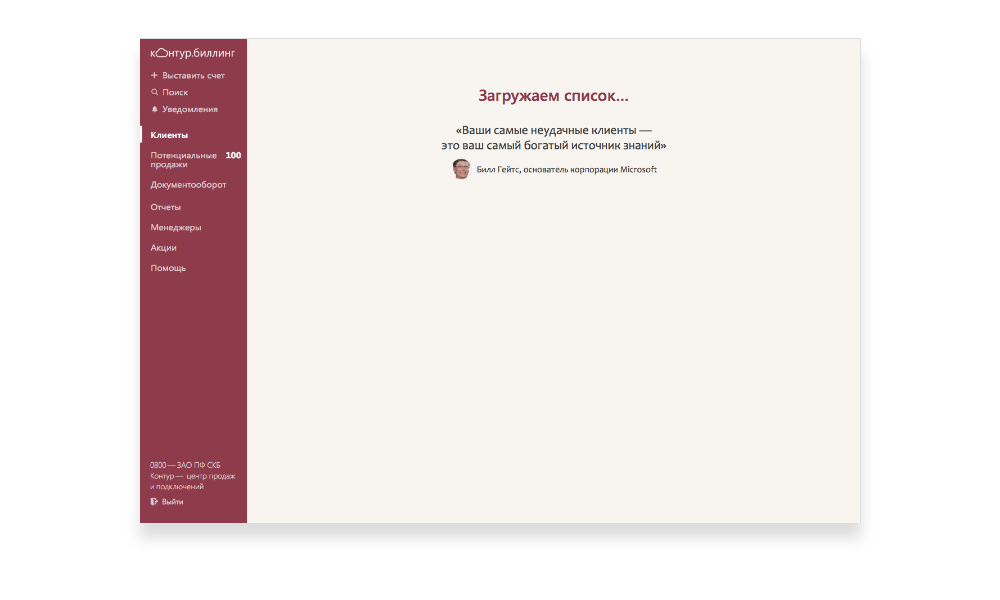 контур.биллинг
Выставить счет
Поиск
Уведомления
Клиенты
Потенциальные 100
продажи
Документооборот
Отчеты
Менеджеры
Акции
Помощь
0800 — ЗАО ПФ СКБ
Контур — центр продаж
и подключений
Выйти
Загружаем список...
«Ваши самые неудачные клиенты —
это ваш самый богатый источник знаний»
Билл Гейтс, основатель корпорации Microsoft